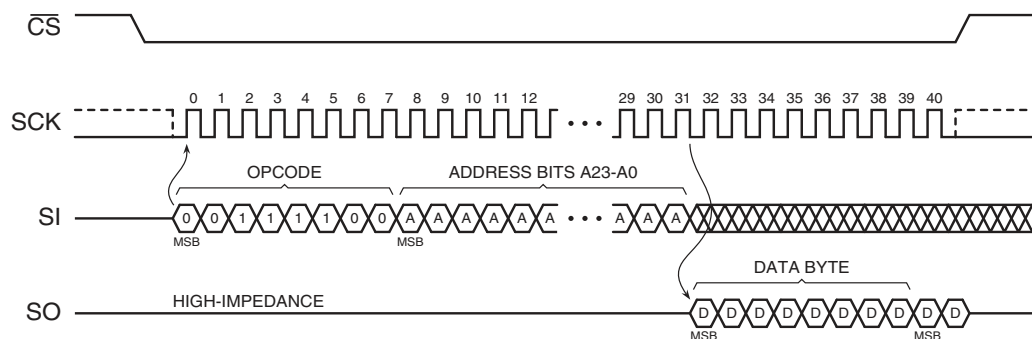 CS
0 1 2 3 4 5 6 7 8 9 10 11 12 29 30 31 32 33 34 35 36 37 38 39 40
SCK • • •
OPCODE ADDRESS BITS A23-A0
SI 0 0 1 1 1 1 0 0 A A A A A A • • • A A A
MSB MSB
DATA BYTE
HIGH-IMPEDANCE
SO D D D D D D D D D D
MSB MSB